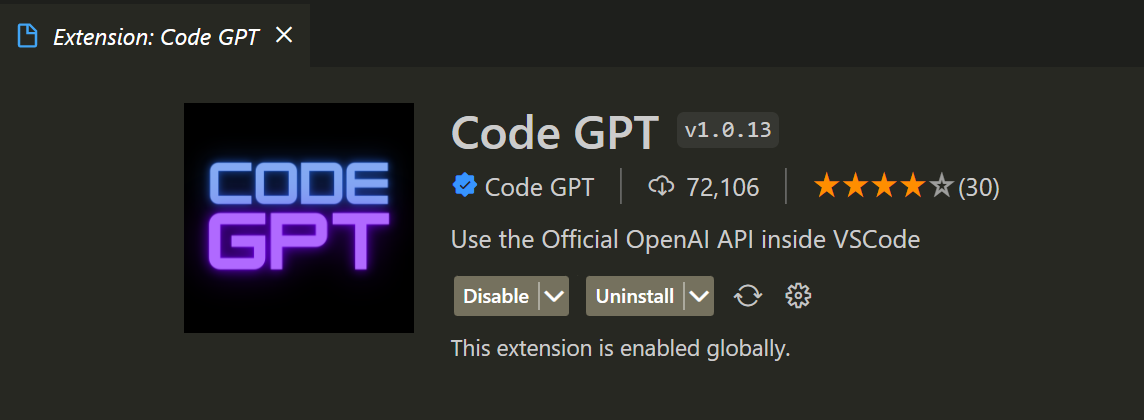 Extension: Code GPT
CODE
GPT
Code GPT v1.0.13
Code GPT 72,106 (30)
Use the Official OpenAI API inside VSCode
Disable Uninstall
This extension is enabled globally.